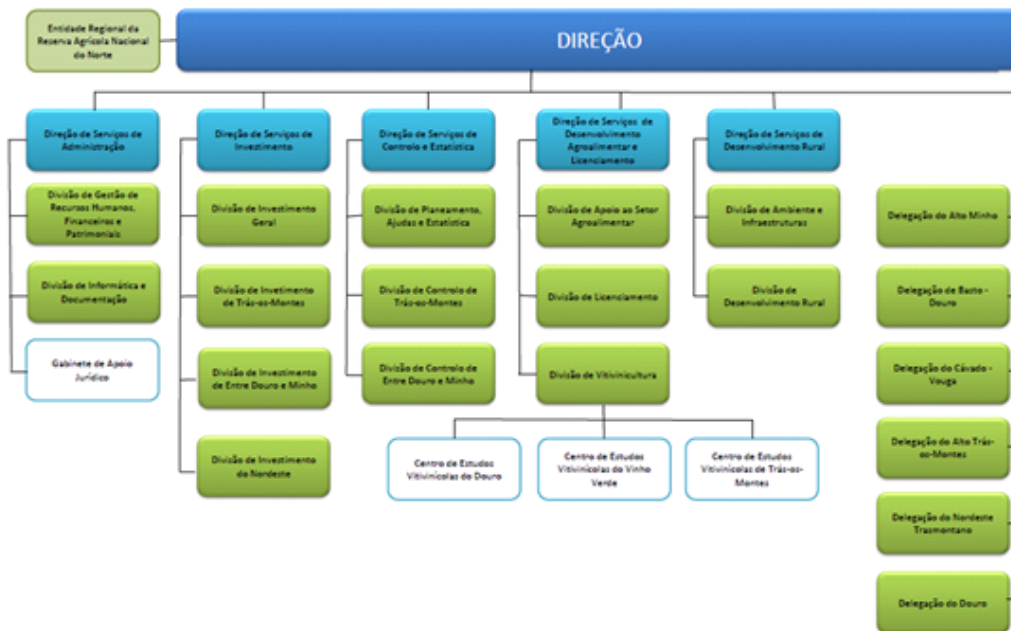 Entidade Regional da
Reserva Agrícola Nacional
do Norte
DIREÇÃO
Direção de Serviços de
Administração
Divisão de Gestão de
Recursos Humanos,
Financeiros e
Patrimoniais
Divisão de Informática e
Documentação
Gabinete de Apoio
Jurídico
Direção de Serviços de
Investimento
Divisão de Investimento
Geral
Divisão de Invetimento
de Trás-os-Montes
Divisão de Investimento
de Entre Douro e Minho
Divisão de Investimento
do Nordeste
Direção de Serviços de
Controlo e Estatística
Divisão de Planeamento,
Ajudas e Estatística
Divisão de Controlo de
Trás-os-Montes
Divisão de Controlo de
Entre Douro e Minho
Direção de Serviços de
Desenvolvimento
Agroalimentar e
Licenciamento
Divisão de Apoio ao Setor
Agroalimentar
Divisão de Licenciamento
Divisão de Vitivinicultura
Centro de Estudos
Vitivinícolas do Douro
Centro de Estudos
Vitivinícolas do Vinho
Verde
Centro de Estudos
Vitivinícolas de Trás-os-
Montes
Direção de Serviços de
Desenvolvimento Rural
Divisão de Ambiente e
Infraestruturas
Divisão de
Desenvolvimento Rural
Delegação do Alto Minho
Delegação de Basto -
Douro
Delegação do Cávado -
Vouga
Delegação do Alto Trás-
os-Montes
Delegação do Nordeste
Trasmontano
Delegação do Douro